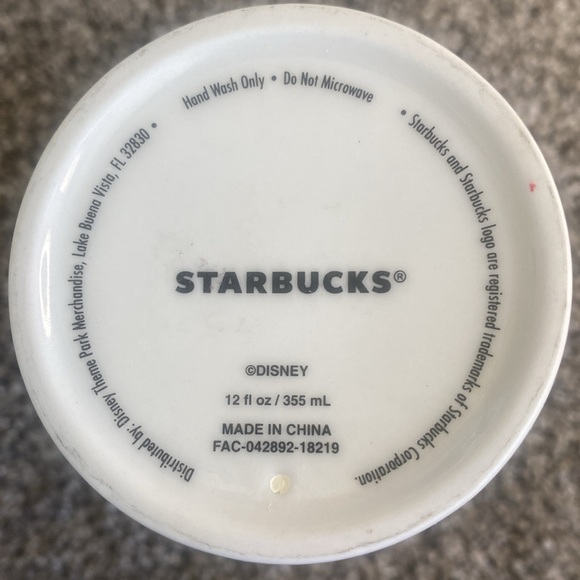 Hand Wash Only • Do Not Microwave
• Starbucks and Starbucks logo are registered trademarks of Starbucks Corporation.
Distributed by: Disney Theme Park Merchandise, Lake Buena Vista, FL 32830 •
STARBUCKS®
©DISNEY
12 fl oz / 355 mL
MADE IN CHINA
FAC-042892-18219